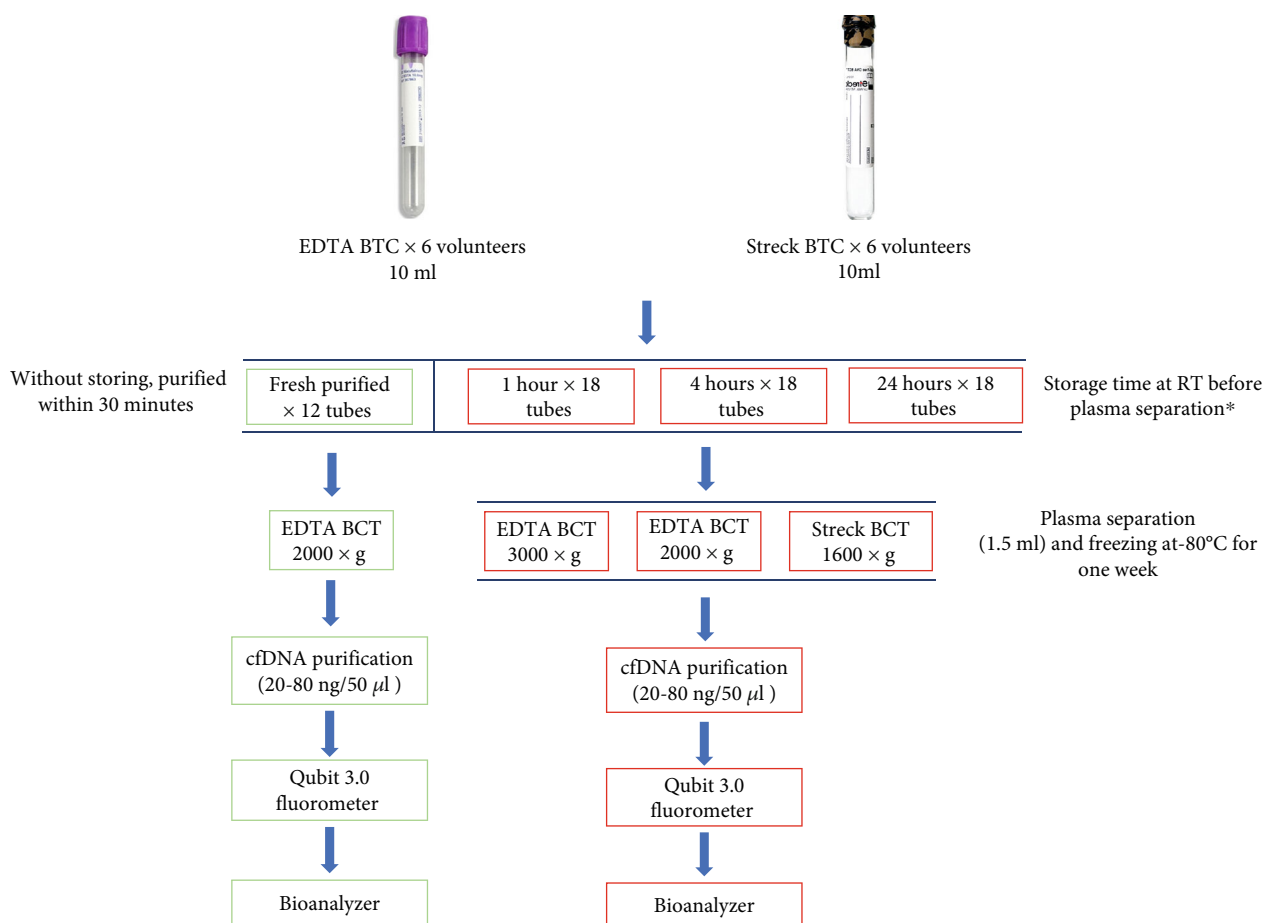 EDTA BTC × 6 volunteers
10 ml
Streck BTC × 6 volunteers
10ml
Without storing, purified
within 30 minutes
Fresh purified
× 12 tubes
1 hour × 18
tubes
4 hours × 18
tubes
24 hours × 18
tubes
Storage time at RT before
plasma separation*
EDTA BCT
2000 × g
EDTA BCT
3000 × g
EDTA BCT
2000 × g
Streck BCT
1600 × g
Plasma separation
(1.5 ml) and freezing at-80°C for
one week
cfDNA purification
(20-80 ng/50 μl )
cfDNA purification
(20-80 ng/50 μl )
Qubit 3.0
fluorometer
Qubit 3.0
fluorometer
Bioanalyzer
Bioanalyzer